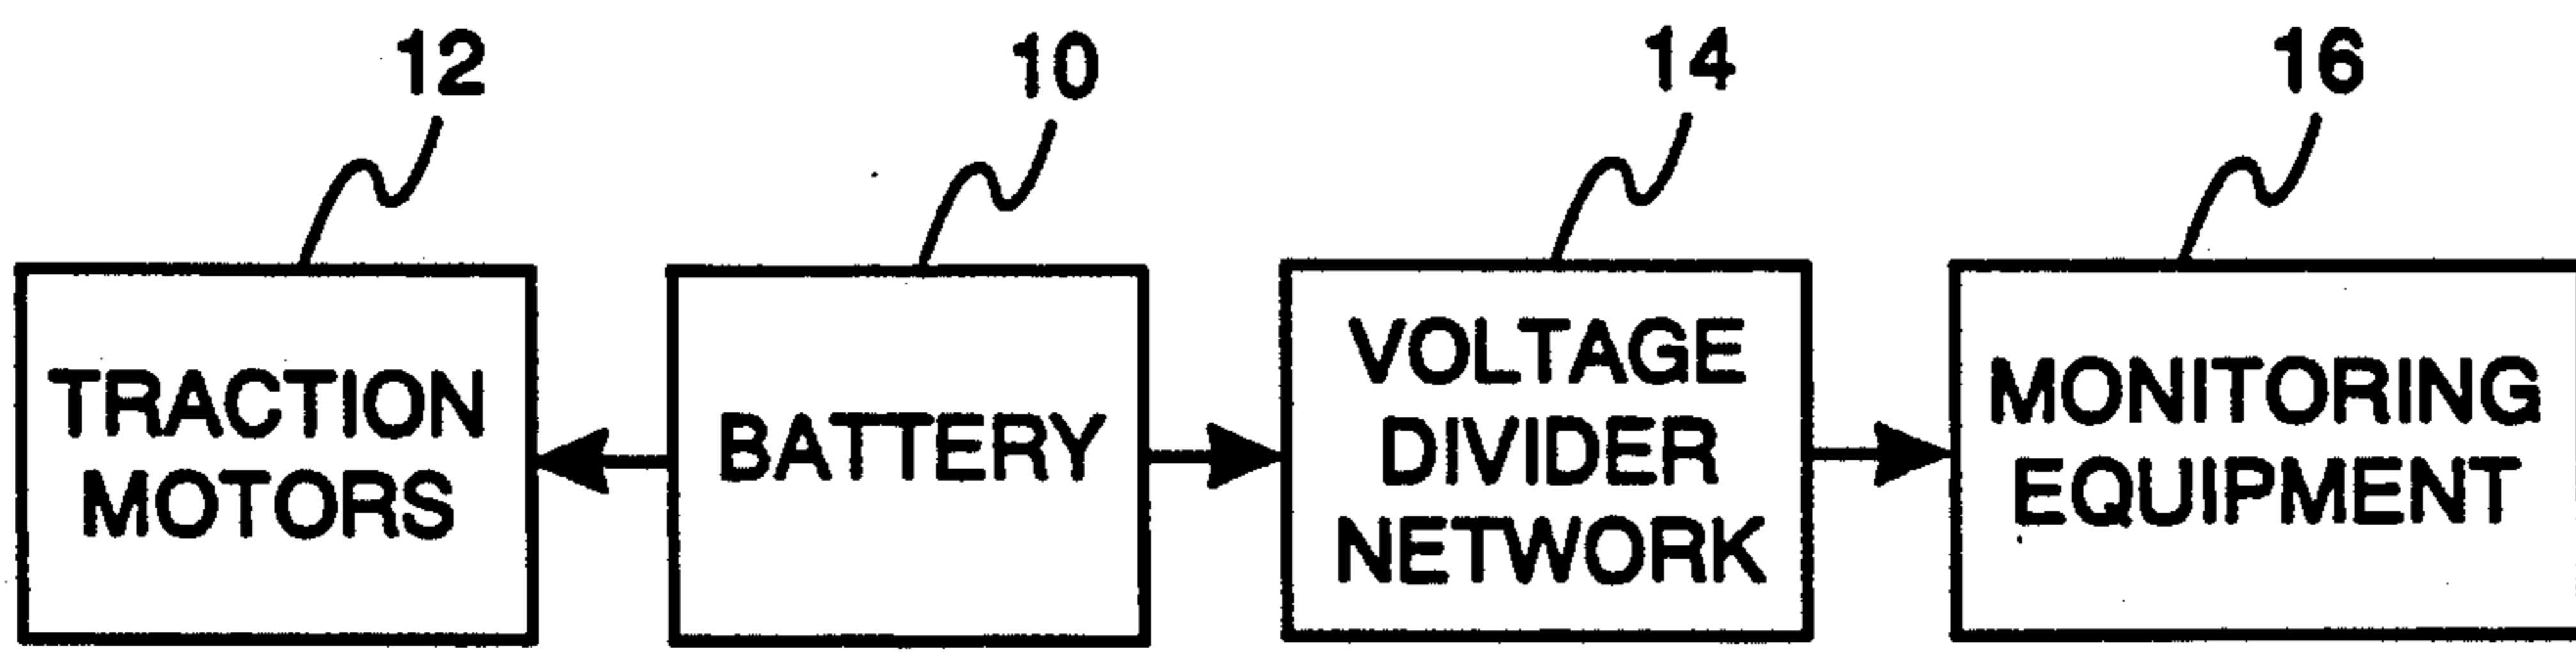 12
10
14
16
TRACTION
MOTORS
BATTERY
VOLTAGE
DIVIDER
NETWORK
MONITORING
EQUIPMENT